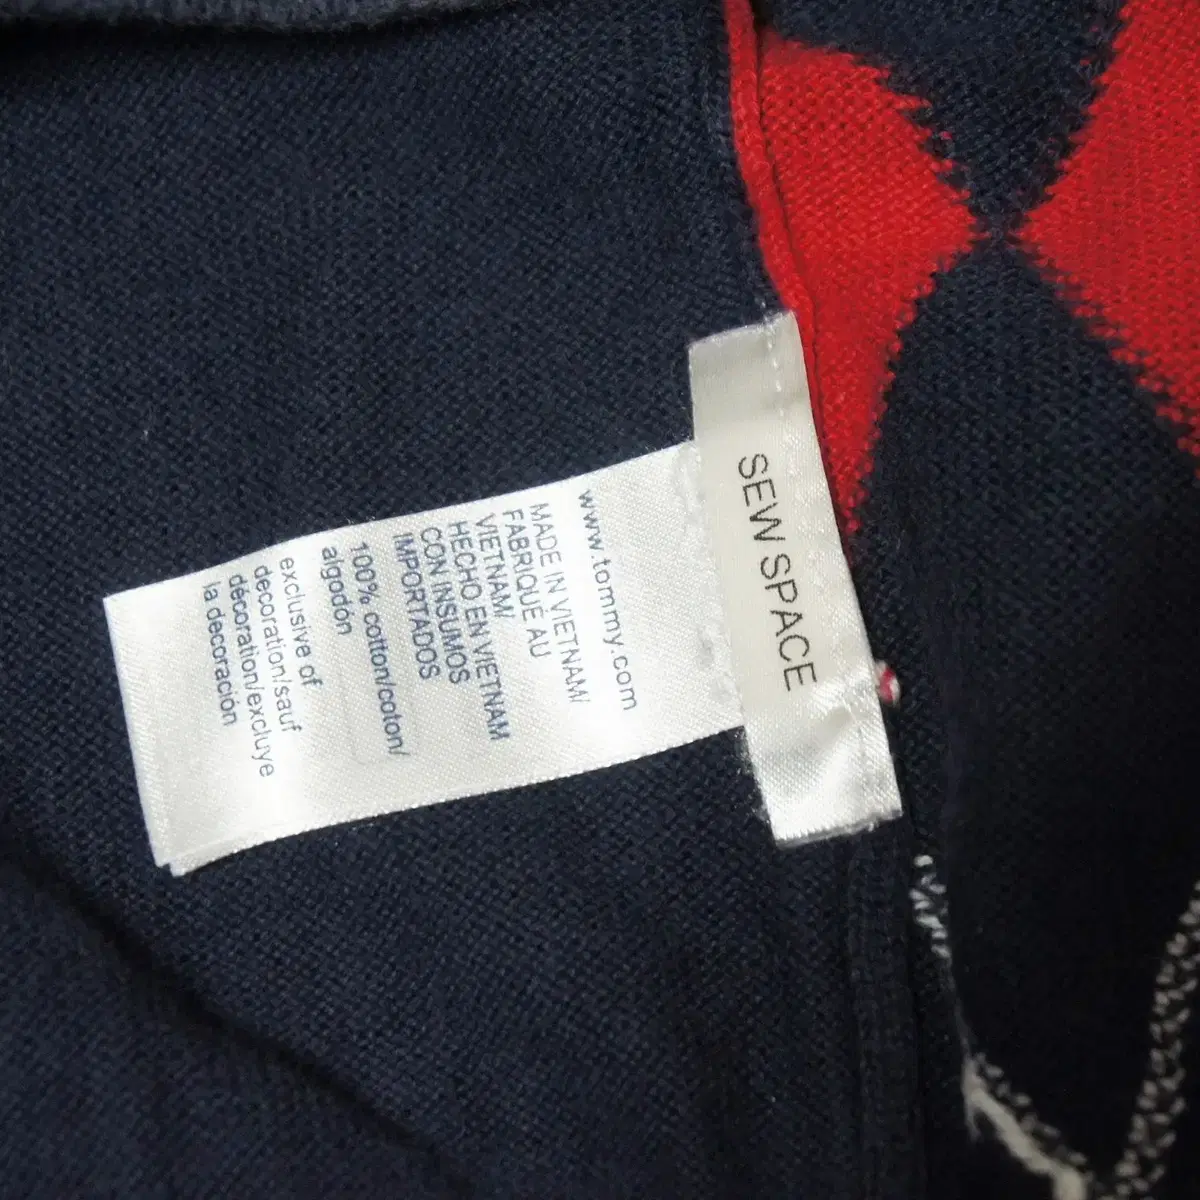 SEW SPACE
www.tommy.com
MADE IN VIETNAM/
FABRIQUÉ AU
VIETNAM/
HECHO EN VIETNAM
CON INSUMOS
IMPORTADOS
100% cotton/coton/
algodón
exclusive of
decoration/sauf
décoration/excluye
la decoración